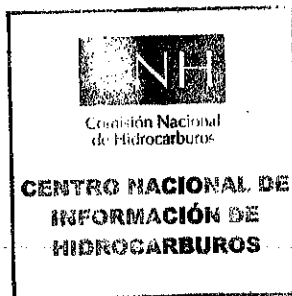 CNH
Comisión Nacional
de Hidrocarburos
CENTRO NACIONAL DE
INFORMACIÓN DE
HIDROCARBUROS